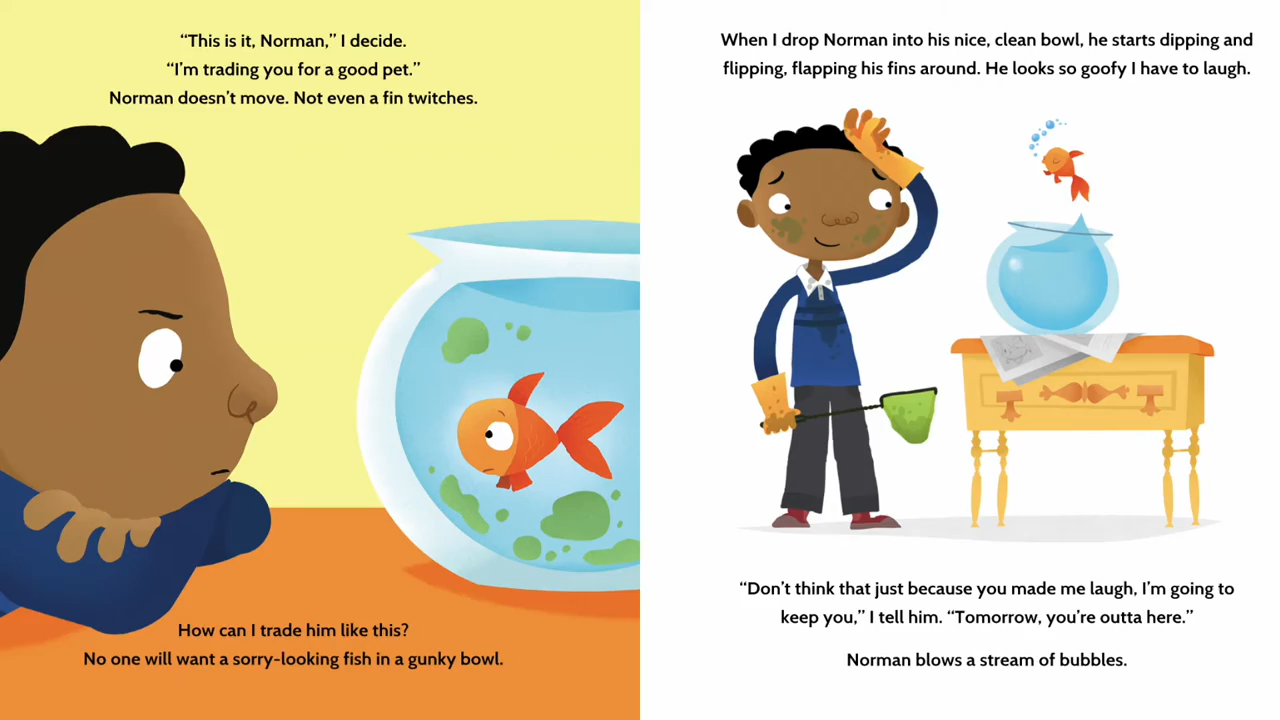 “This is it, Norman,” I decide.
“I’m trading you for a good pet.”
Norman doesn’t move. Not even a fin twitches.
How can I trade him like this?
No one will want a sorry-looking fish in a gunky bowl.
When I drop Norman into his nice, clean bowl, he starts dipping and
flipping, flapping his fins around. He looks so goofy I have to laugh.
“Don’t think that just because you made me laugh, I’m going to
keep you,” I tell him. “Tomorrow, you’re outta here.”
Norman blows a stream of bubbles.